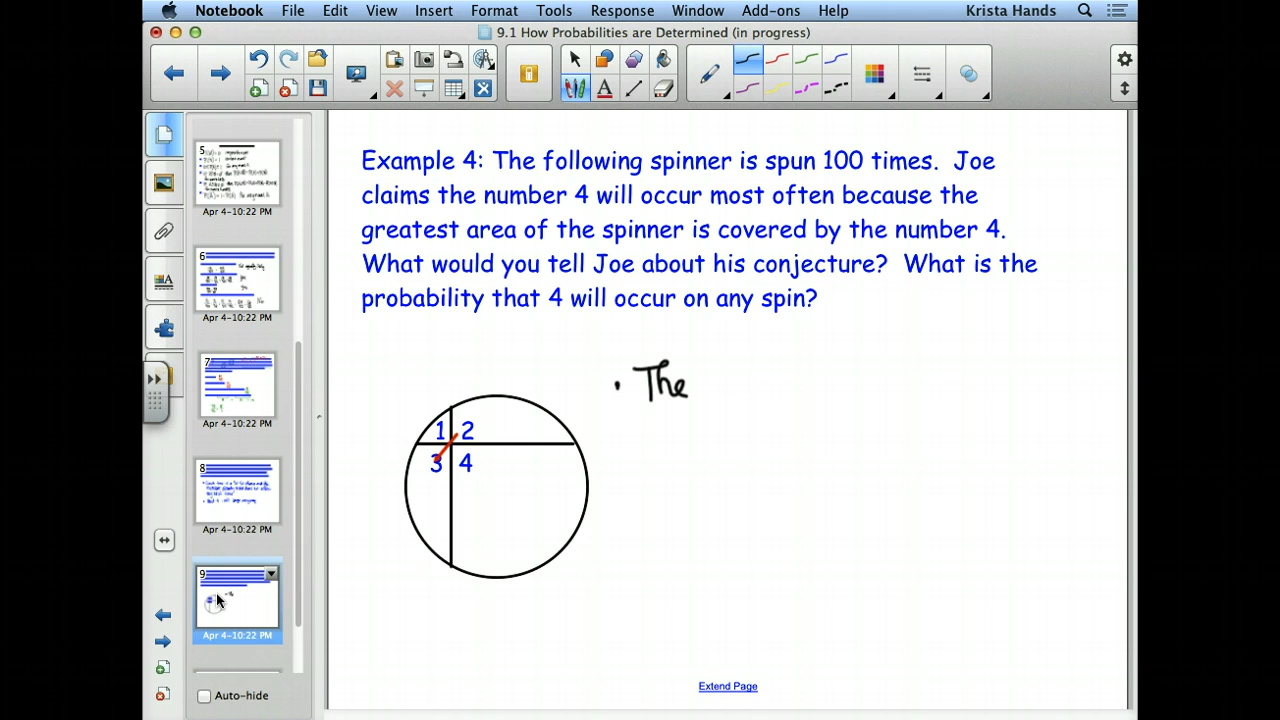 Notebook File Edit View Insert Format Tools Response Window Add-ons Help Krista Hands
9.1 How Probabilities are Determined (in progress)
5
Apr 4-10:22 PM
6
Apr 4-10:22 PM
7
Apr 4-10:22 PM
8
Apr 4-10:22 PM
9
Apr 4-10:22 PM
Auto-hide
Example 4: The following spinner is spun 100 times. Joe
claims the number 4 will occur most often because the
greatest area of the spinner is covered by the number 4.
What would you tell Joe about his conjecture? What is the
probability that 4 will occur on any spin?
• The
1 2
3 4
Extend Page